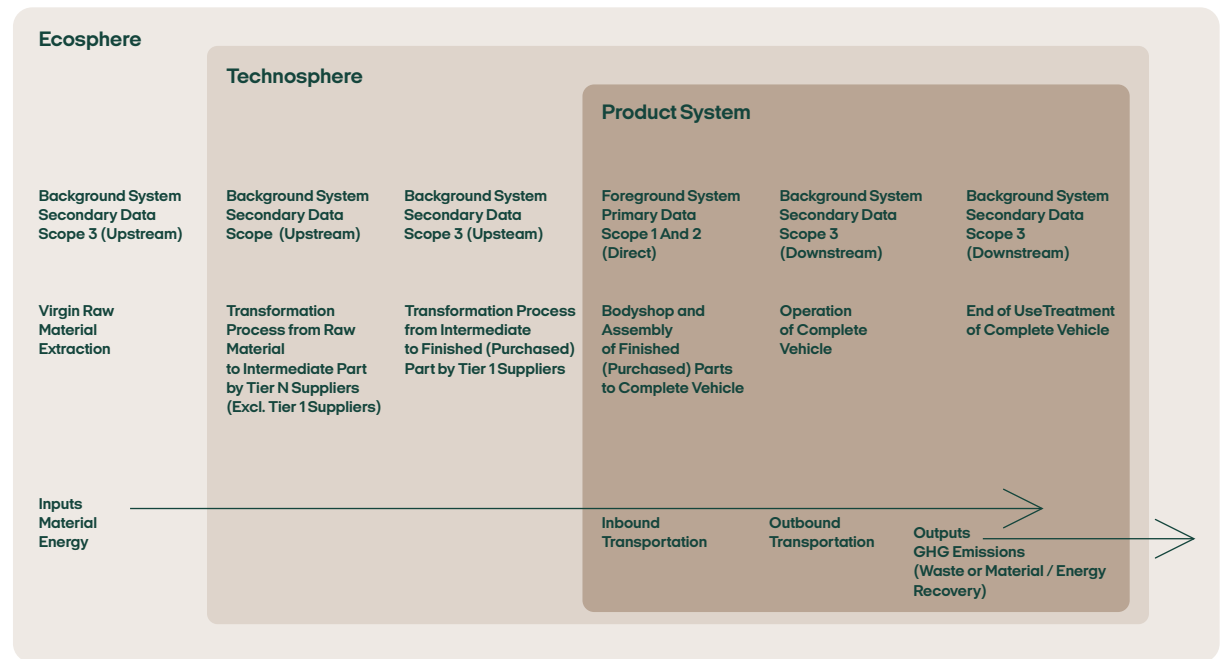 Ecosphere
Technosphere
Product System
Background System
Secondary Data
Scope 3 (Upstream)
Background System
Secondary Data
Scope  (Upstream)
Background System
Secondary Data
Scope 3 (Upsteam)
Foreground System
Primary Data
Scope 1 And 2
(Direct)
Background System
Secondary Data
Scope 3
(Downstream)
Background System
Secondary Data
Scope 3
(Downstream)
Virgin Raw
Material
Extraction
Transformation
Process from Raw
Material
to Intermediate Part
by Tier N Suppliers
(Excl. Tier 1 Suppliers)
Transformation Process
from Intermediate
to Finished (Purchased)
Part by Tier 1 Suppliers
Bodyshop and
Assembly
of Finished
(Purchased) Parts
to Complete Vehicle
Operation
of Complete
Vehicle
End of UseTreatment
of Complete Vehicle
Inputs
Material
Energy
Inbound
Transportation
Outbound
Transportation
Outputs
GHG Emissions
(Waste or Material / Energy
Recovery)